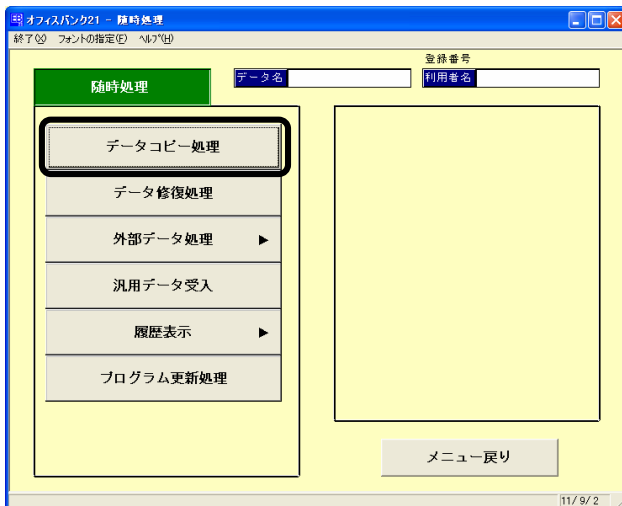 オフィスバンク21 - 随時処理
終了(X) フォントの指定(F) ヘルプ(H)
登録番号
随時処理 データ名 利用者名
データコピー処理
データ修復処理
外部データ処理 ▶
汎用データ受入
履歴表示 ▶
プログラム更新処理
メニュー戻り
11/ 9/ 2